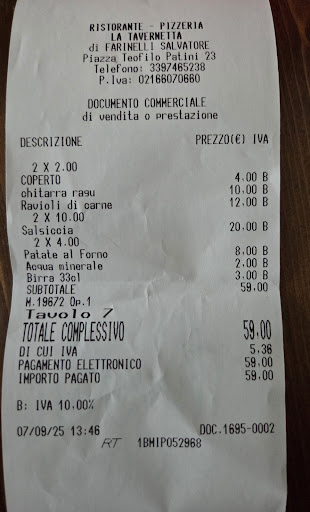 RISTORANTE - PIZZERIA
LA TAVERNETTA
di FARINELLI SALVATORE
Piazza Teofilo Patini 23
Telefono: 3397465238
P.Iva: 02166070660
DOCUMENTO COMMERCIALE
di vendita o prestazione
DESCRIZIONE PREZZO(€) IVA
2 X 2.00
COPERTO 4.00 B
chitarra ragu 10.00 B
Ravioli di carne 12.00 B
2 X 10.00
Salsiccia 20.00 B
2 X 4.00
Patate al Forno 8.00 B
Acqua minerale 2.00 B
Birra 33cl 3.00 B
SUBTOTALE 59.00
M.19672 Op.1
Tavolo 7
TOTALE COMPLESSIVO 59.00
DI CUI IVA 5.36
PAGAMENTO ELETTRONICO 59.00
IMPORTO PAGATO 59.00
B: IVA 10.00%
07/09/25 13:46 DOC.1695-0002
RT 1BMIP052968